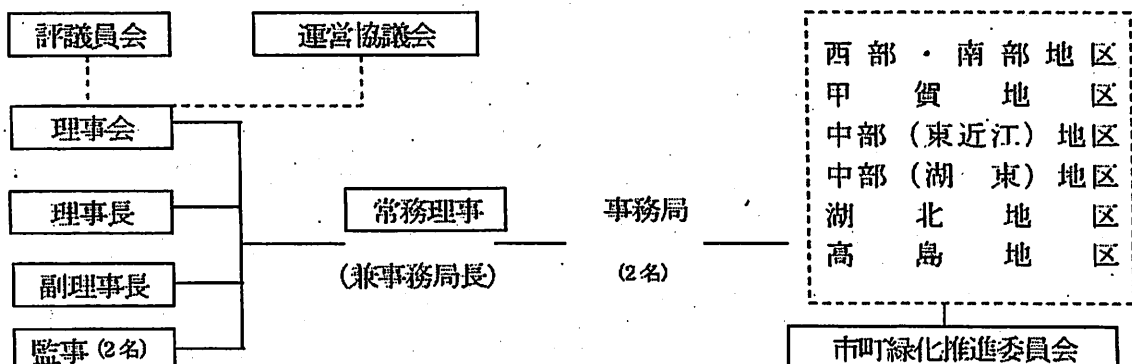 評議員会
運営協議会
理事会
理事長
副理事長
監事 (2名)
常務理事
(兼事務局長)
事務局
(2名)
西部・南部地区
甲賀地区
中部(東近江)地区
中部(湖東)地区
湖北地区
高島地区
市町緑化推進委員会